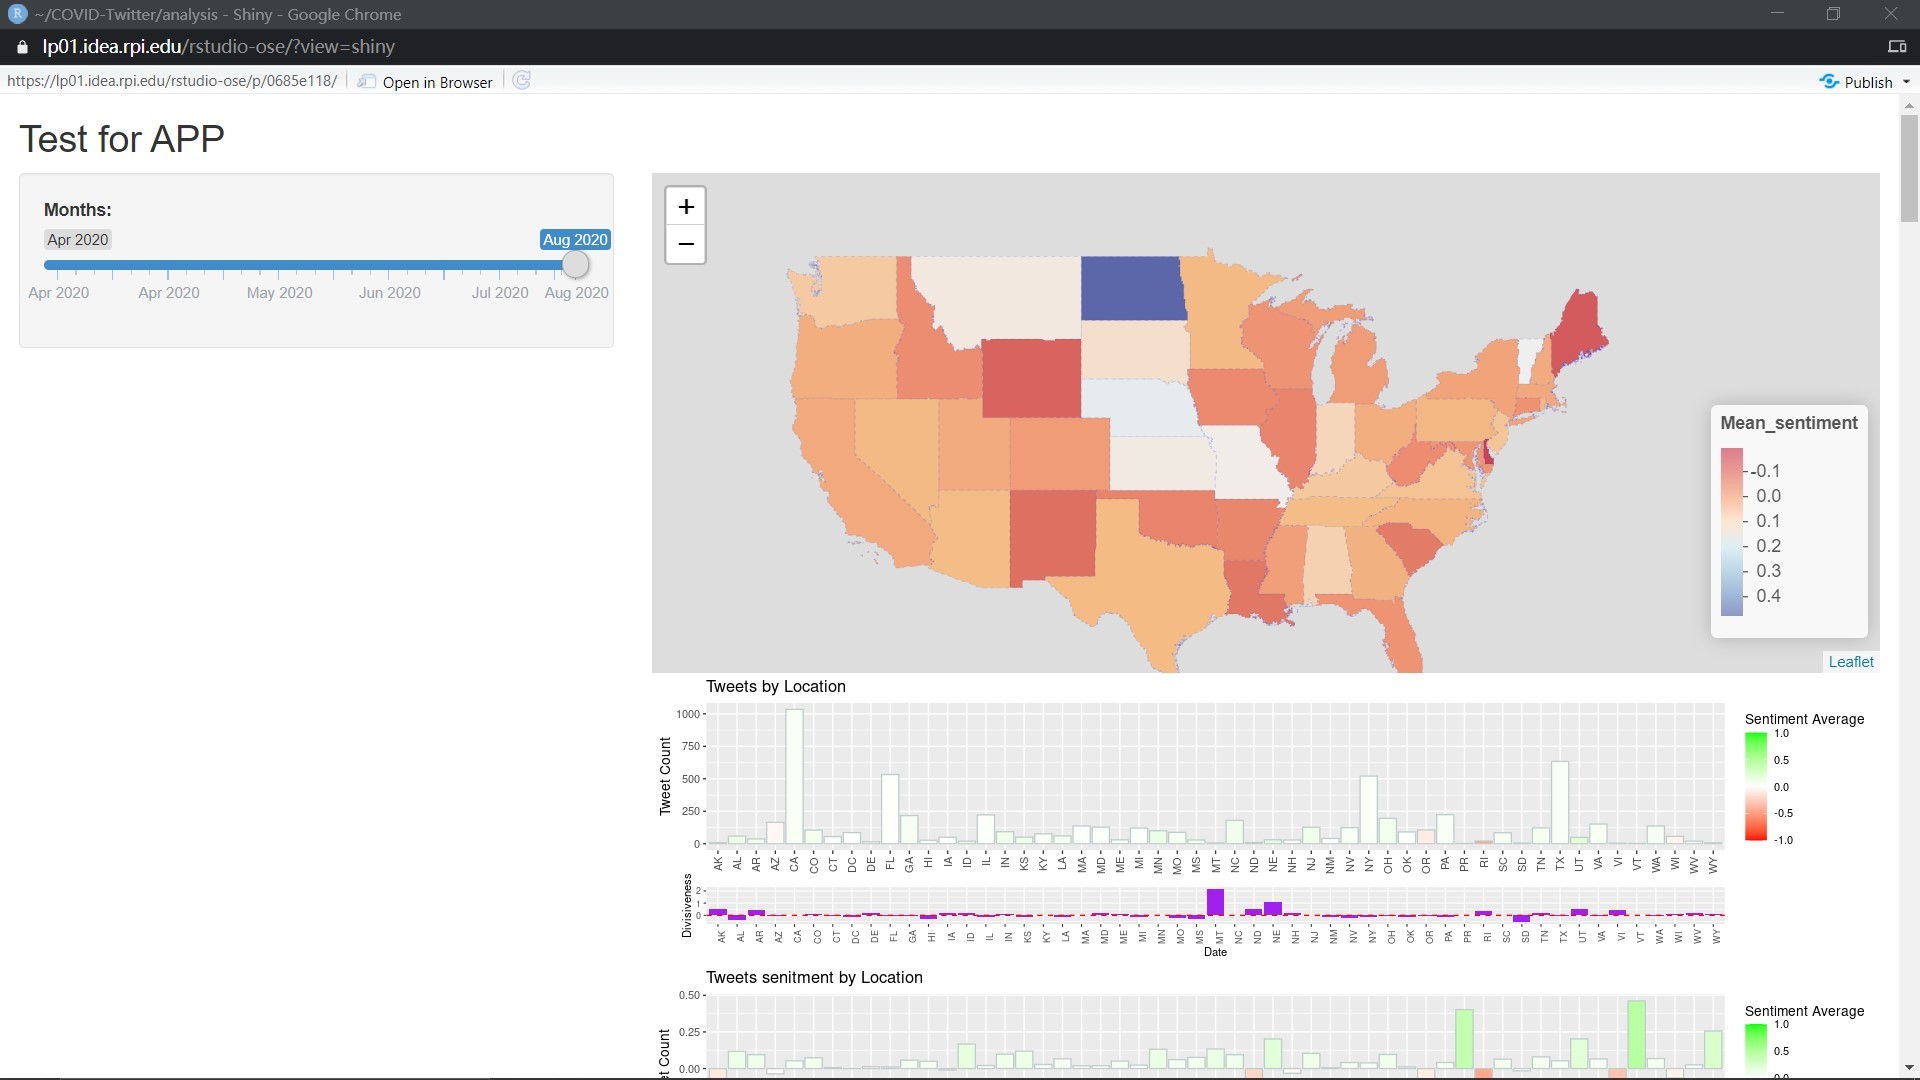 ~/COVID-Twitter/analysis - Shiny - Google Chrome
lp01.idea.rpi.edu/rstudio-ose/?view=shiny
https://lp01.idea.rpi.edu/rstudio-ose/p/0685e118/ Open in Browser Publish
Test for APP
Months:
Apr 2020 Aug 2020
Apr 2020 Apr 2020 May 2020 Jun 2020 Jul 2020 Aug 2020
+
−
Mean_sentiment
-0.1
0.0
0.1
0.2
0.3
0.4
Leaflet
Tweets by Location
Tweet Count
1000
750
500
250
0
AK AL AR AZ CA CO CT DC DE FL GA HI IA ID IL IN KS KY LA MA MD ME MI MN MO MS MT NC ND NE NH NJ NM NV NY OH OK OR PA PR RI SC SD TN TX UT VA VI VT WA WI WV WY
Sentiment Average
1.0
0.5
0.0
-0.5
-1.0
Divisiveness
2
1
0
AK AL AR AZ CA CO CT DC DE FL GA HI IA ID IL IN KS KY LA MA MD ME MI MN MO MS MT NC ND NE NH NJ NM NV NY OH OK OR PA PR RI SC SD TN TX UT VA VI VT WA WI WV WY
Date
Tweets senitment by Location
et Count
0.50
0.25
0.00
Sentiment Average
1.0
0.5
0.0